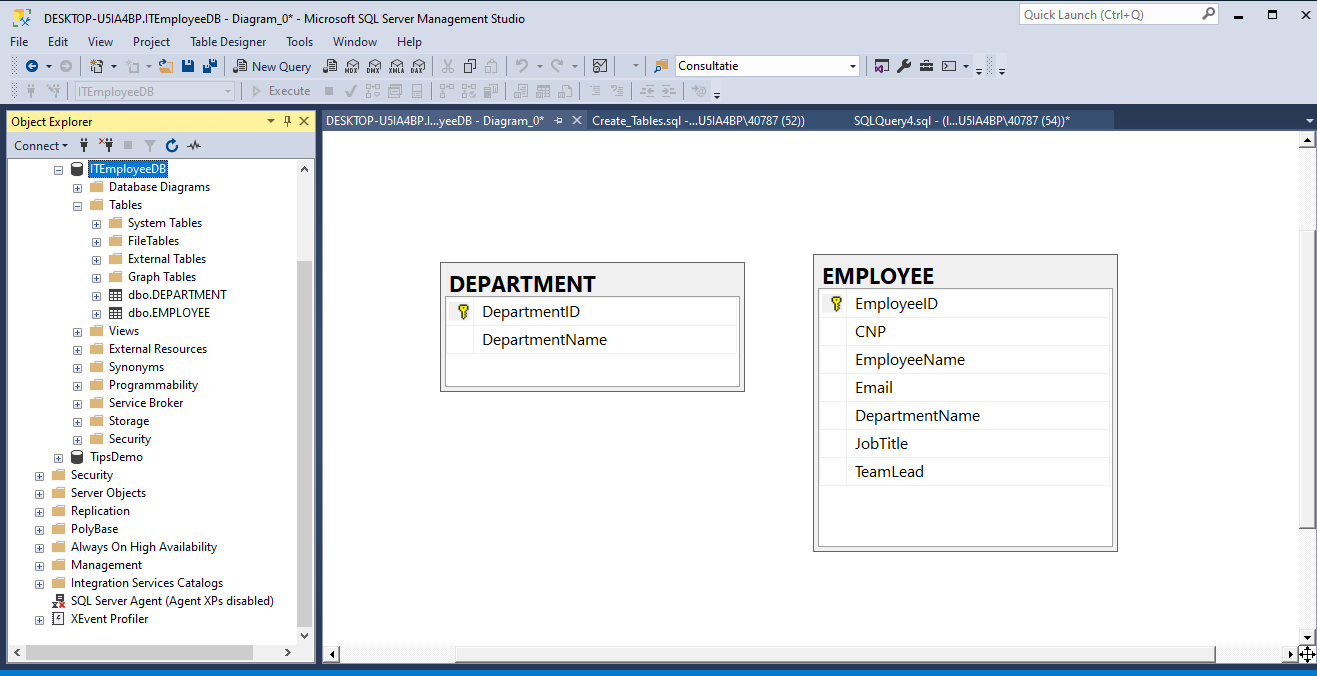 DESKTOP-U5IA4BP.ITEmployeeDB - Diagram_0* - Microsoft SQL Server Management Studio
Quick Launch (Ctrl+Q)
File Edit View Project Table Designer Tools Window Help
New Query MDX DMX XMLA DAX Consultatie
ITEmployeeDB Execute
Object Explorer
DESKTOP-U5IA4BP.I...yeeDB - Diagram_0* Create_Tables.sql -...U5IA4BP\40787 (52)) SQLQuery4.sql - (l...U5IA4BP\40787 (54))*
Connect
ITEmployeeDB
Database Diagrams
Tables
System Tables
FileTables
External Tables
Graph Tables
dbo.DEPARTMENT
dbo.EMPLOYEE
Views
External Resources
Synonyms
Programmability
Service Broker
Storage
Security
TipsDemo
Security
Server Objects
Replication
PolyBase
Always On High Availability
Management
Integration Services Catalogs
SQL Server Agent (Agent XPs disabled)
XEvent Profiler
DEPARTMENT
DepartmentID
DepartmentName
EMPLOYEE
EmployeeID
CNP
EmployeeName
Email
DepartmentName
JobTitle
TeamLead